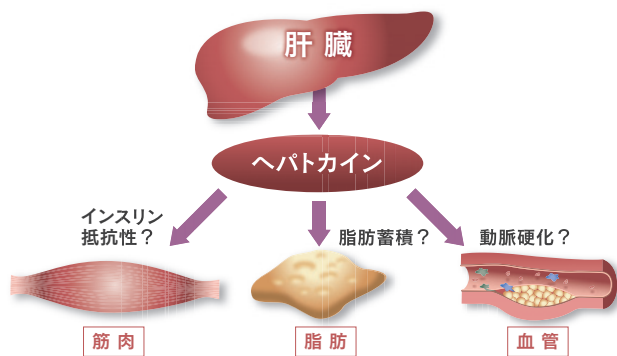 肝臓
ヘパトカイン
インスリン
抵抗性？
脂肪蓄積？
動脈硬化？
筋肉
脂肪
血管